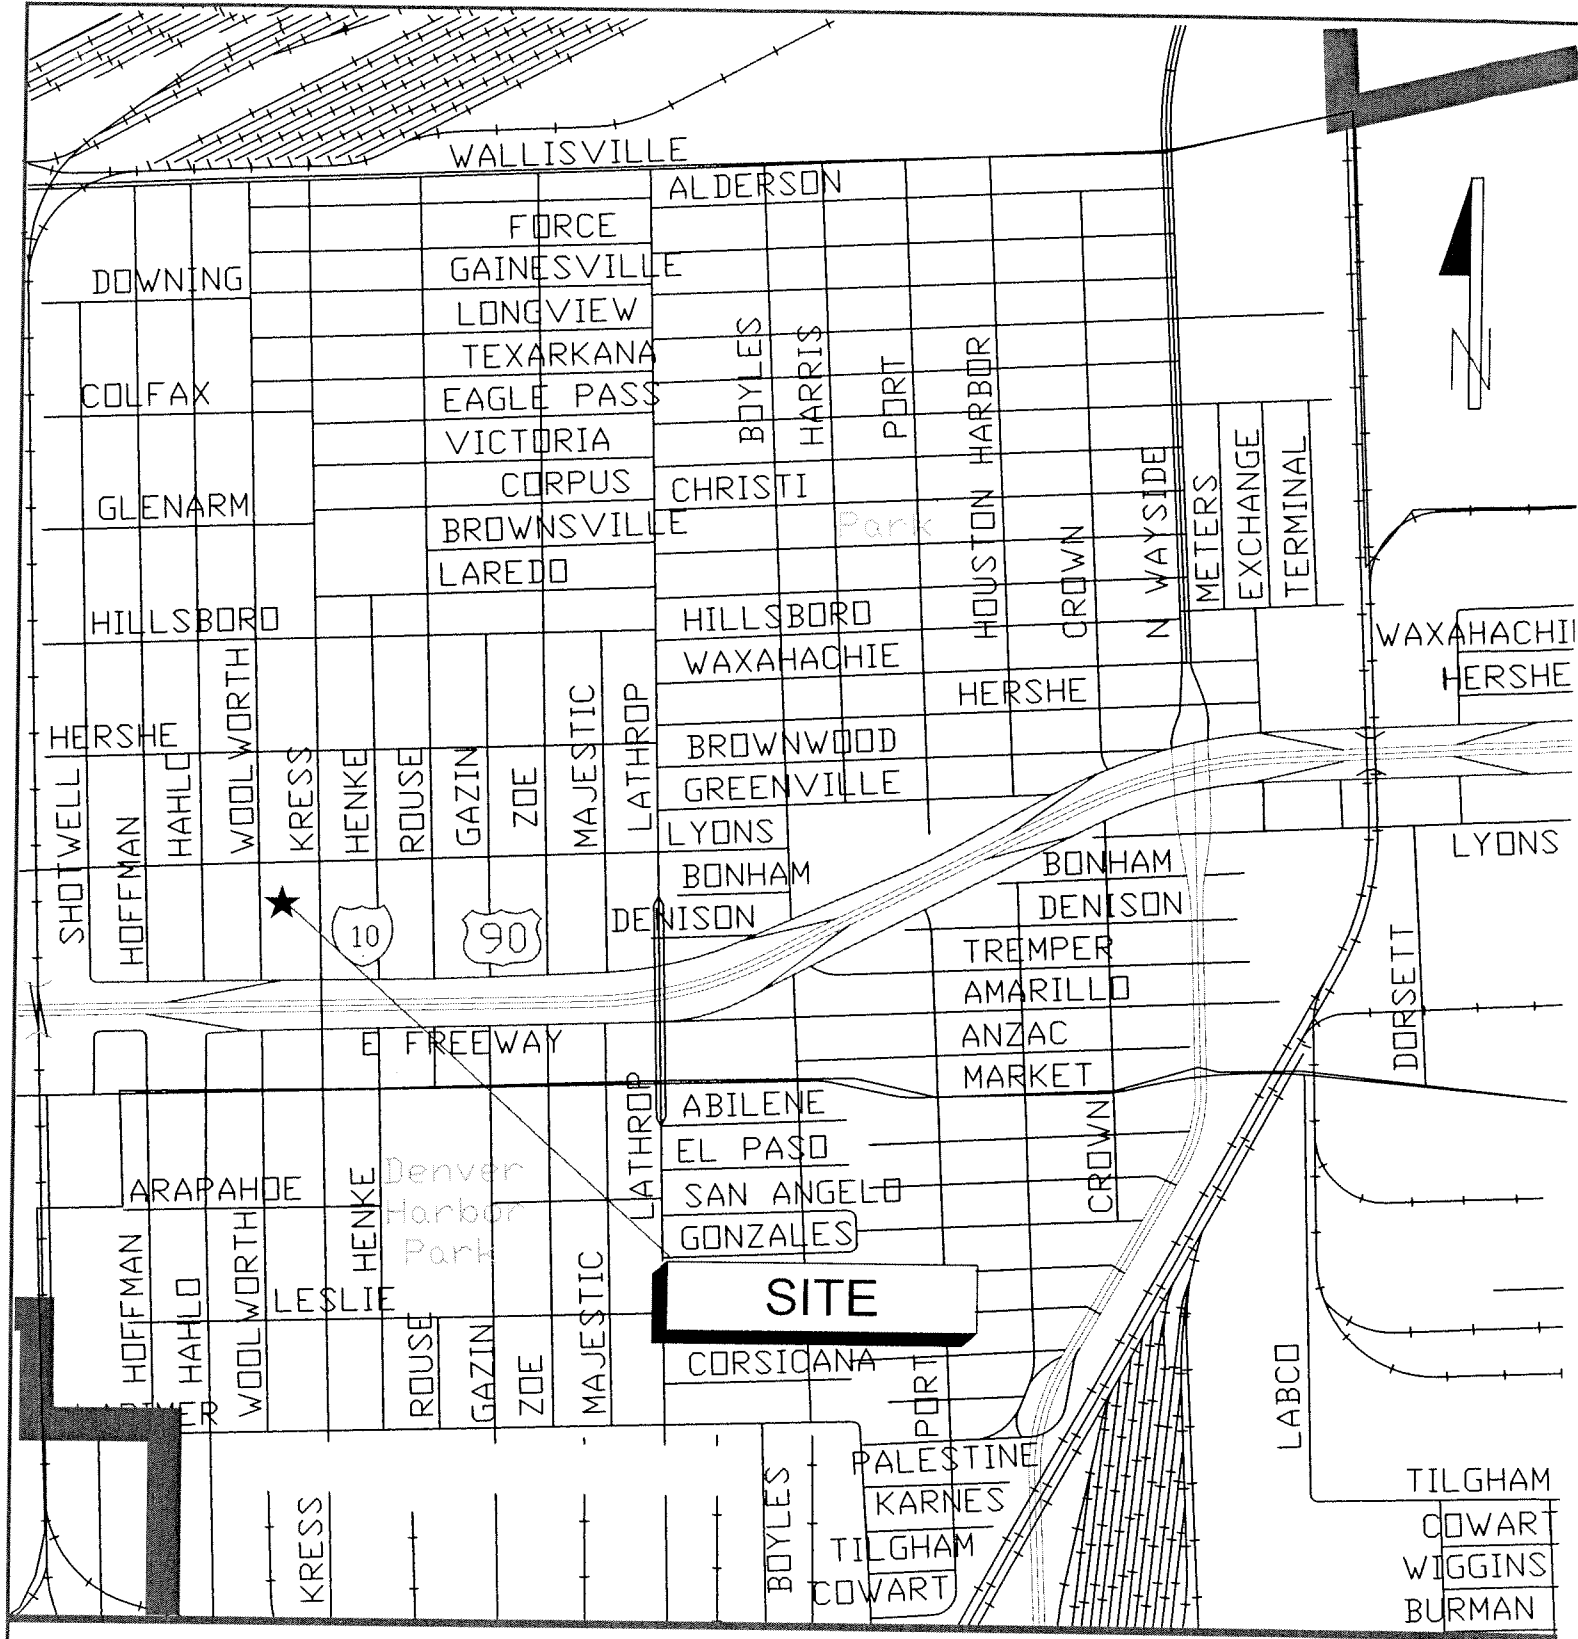 WALLISVILLE
ALDERSON
FORCE
GAINESVILLE
DOWNING
LONGVIEW
TEXARKANA
COLFAX
EAGLE PASS
VICTORIA
BOYLES
HARRIS
PORT
HOUSTON HARBOR
CORPUS CHRISTI
GLENARM
BROWNSVILLE
Park
LAREDO
CROWN
N WAYSIDE
METERS
EXCHANGE
TERMINAL
N
HILLSBORO
HILLSBORO
WAXAHACHIE
WAXAHACHI
HERSHE
HERSHE
HERSHE
BROWNWOOD
GREENVILLE
SHOTWELL
HOFFMAN
HAHLO
WOOLWORTH
KRESS
HENKE
ROUSE
GAZIN
ZOE
MAJESTIC
LATHROP
LYONS
LYONS
BONHAM
BONHAM
DENISON
DENISON
10
90
TREMPER
AMARILLO
DORSETT
E FREEWAY
ANZAC
MARKET
ABILENE
EL PASO
LATHROP
CROWN
Denver
Harbor
Park
ARAPAHOE
SAN ANGELO
GONZALES
HENKE
HOFFMAN
HAHLO
WOOLWORTH
LESLIE
SITE
ROUSE
GAZIN
ZOE
MAJESTIC
CORSICANA
PORT
LABCO
PALESTINE
KARNES
TILGHAM
COWART
KRESS
BOYLES
TILGHAM
COWART
WIGGINS
BURMAN